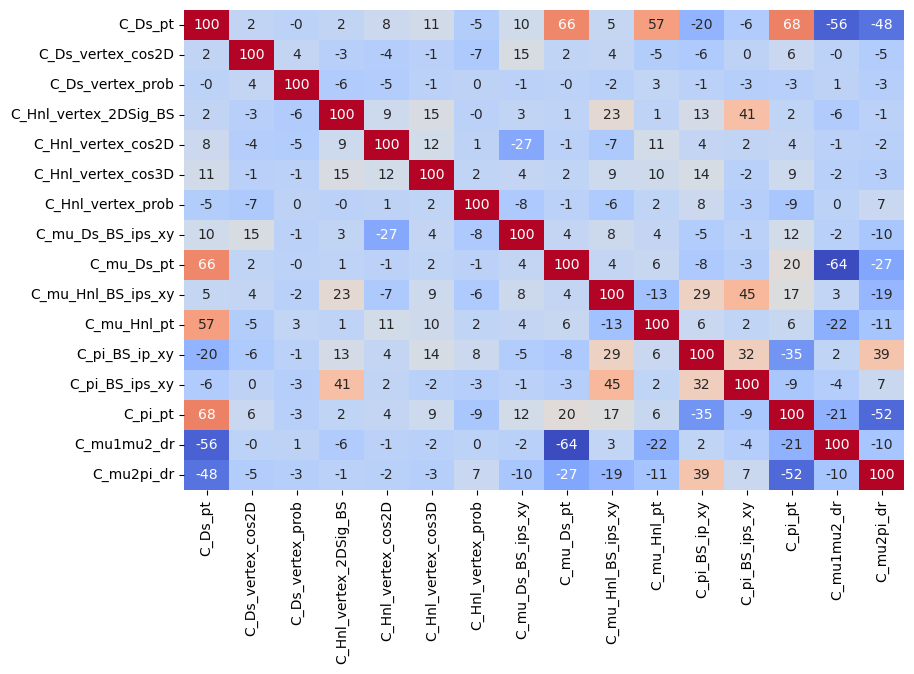 C_Ds_pt 100 2 -0 2 8 11 -5 10 66 5 57 -20 -6 68 -56 -48
C_Ds_vertex_cos2D 2 100 4 -3 -4 -1 -7 15 2 4 -5 -6 0 6 -0 -5
C_Ds_vertex_prob -0 4 100 -6 -5 -1 0 -1 -0 -2 3 -1 -3 -3 1 -3
C_Hnl_vertex_2DSig_BS 2 -3 -6 100 9 15 -0 3 1 23 1 13 41 2 -6 -1
C_Hnl_vertex_cos2D 8 -4 -5 9 100 12 1 -27 -1 -7 11 4 2 4 -1 -2
C_Hnl_vertex_cos3D 11 -1 -1 15 12 100 2 4 2 9 10 14 -2 9 -2 -3
C_Hnl_vertex_prob -5 -7 0 -0 1 2 100 -8 -1 -6 2 8 -3 -9 0 7
C_mu_Ds_BS_ips_xy 10 15 -1 3 -27 4 -8 100 4 8 4 -5 -1 12 -2 -10
C_mu_Ds_pt 66 2 -0 1 -1 2 -1 4 100 4 6 -8 -3 20 -64 -27
C_mu_Hnl_BS_ips_xy 5 4 -2 23 -7 9 -6 8 4 100 -13 29 45 17 3 -19
C_mu_Hnl_pt 57 -5 3 1 11 10 2 4 6 -13 100 6 2 6 -22 -11
C_pi_BS_ip_xy -20 -6 -1 13 4 14 8 -5 -8 29 6 100 32 -35 2 39
C_pi_BS_ips_xy -6 0 -3 41 2 -2 -3 -1 -3 45 2 32 100 -9 -4 7
C_pi_pt 68 6 -3 2 4 9 -9 12 20 17 6 -35 -9 100 -21 -52
C_mu1mu2_dr -56 -0 1 -6 -1 -2 0 -2 -64 3 -22 2 -4 -21 100 -10
C_mu2pi_dr -48 -5 -3 -1 -2 -3 7 -10 -27 -19 -11 39 7 -52 -10 100
C_Ds_pt
C_Ds_vertex_cos2D
C_Ds_vertex_prob
C_Hnl_vertex_2DSig_BS
C_Hnl_vertex_cos2D
C_Hnl_vertex_cos3D
C_Hnl_vertex_prob
C_mu_Ds_BS_ips_xy
C_mu_Ds_pt
C_mu_Hnl_BS_ips_xy
C_mu_Hnl_pt
C_pi_BS_ip_xy
C_pi_BS_ips_xy
C_pi_pt
C_mu1mu2_dr
C_mu2pi_dr